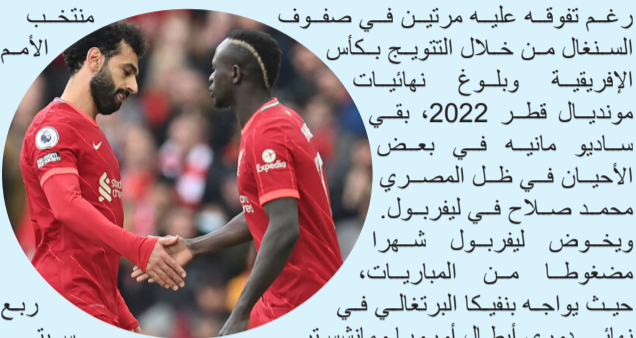 رغم تفوقه عليه مرتين في صفوف منتخب
السنغال من خلال التتويج بكأس الأمم
الإفريقية وبلوغ نهائيات
مونديال قطر 2022، بقي
ساديو مانيه في بعض
الأحيان في ظل المصري
محمد صلاح في ليفربول.
ويخوض ليفربول شهرا
مضغوطا من المباريات،
حيث يواجه بنفيكا البرتغالي في ربع
Expedia